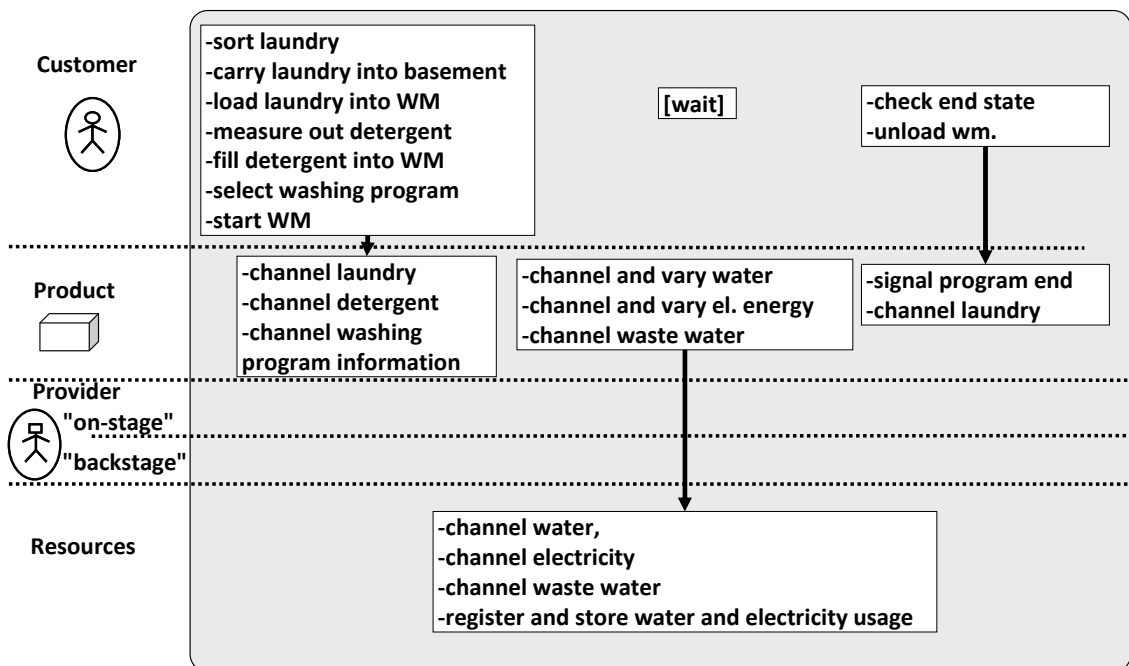 Customer
-sort laundry
-carry laundry into basement
-load laundry into WM
-measure out detergent
-fill detergent into WM
-select washing program
-start WM
[wait]
-check end state
-unload wm.
Product
-channel laundry
-channel detergent
-channel washing
program information
-channel and vary water
-channel and vary el. energy
-channel waste water
-signal program end
-channel laundry
Provider
"on-stage"
"backstage"
Resources
-channel water,
-channel electricity
-channel waste water
-register and store water and electricity usage